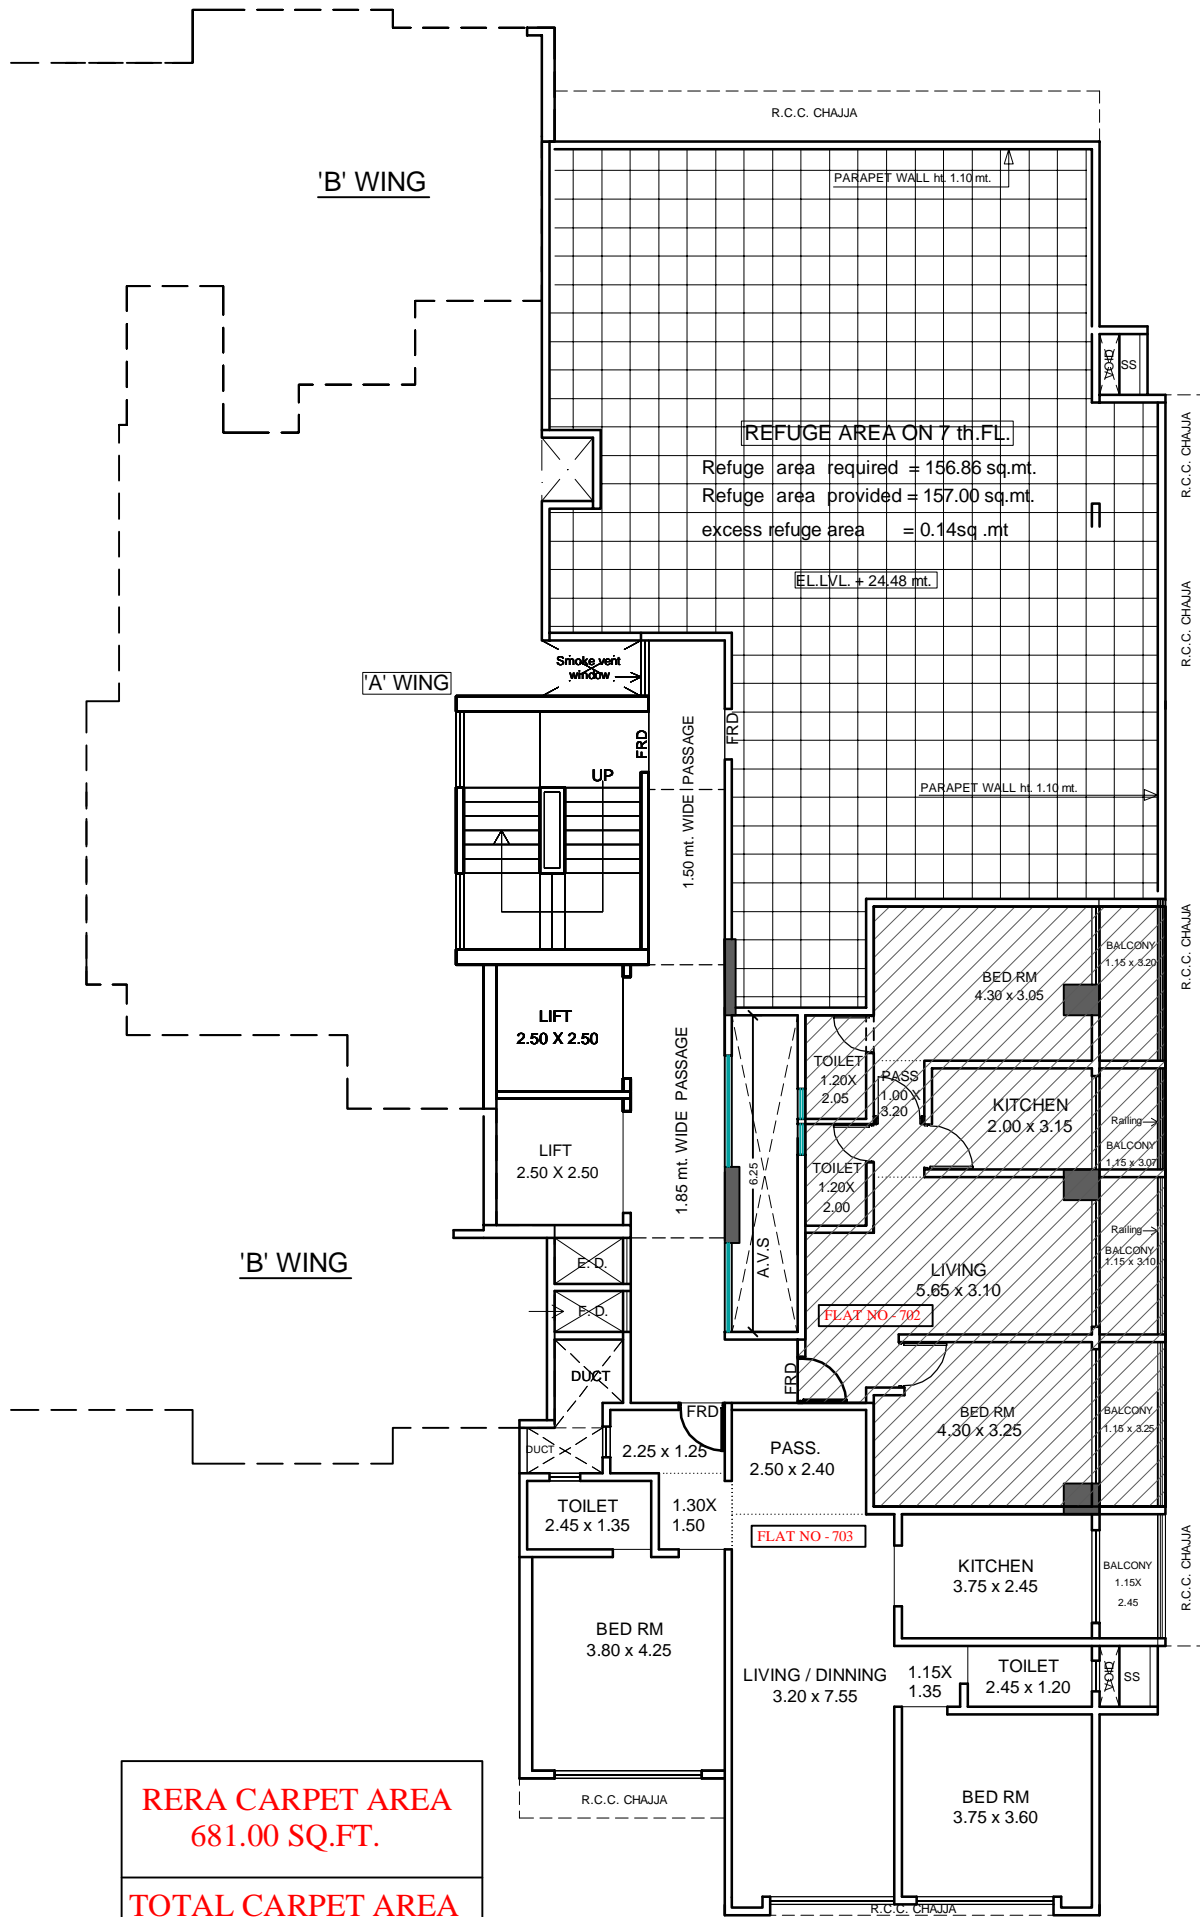 R.C.C. CHAJJA
PARAPET WALL ht. 1.10 mt.
'B' WING
VOID
SS
R.C.C. CHAJJA
REFUGE AREA ON 7 th.FL.
Refuge area required = 156.86 sq.mt.
Refuge area provided = 157.00 sq.mt.
excess refuge area = 0.14sq .mt
EL.LVL. + 24.48 mt.
R.C.C. CHAJJA
Smoke vent
window
'A' WING
FRD
FRD
UP
1.50 mt. WIDE PASSAGE
PARAPET WALL ht. 1.10 mt.
R.C.C. CHAJJA
BALCONY
1.15 x 3.20
BED RM
4.30 x 3.05
LIFT
2.50 X 2.50
1.85 mt. WIDE PASSAGE
TOILET
1.20X
2.05
PASS
1.00 X
3.20
KITCHEN
2.00 x 3.15
Railing
BALCONY
1.15 x 3.07
LIFT
2.50 X 2.50
6.25
A.V.S
TOILET
1.20X
2.00
Railing
BALCONY
1.15 x 3.10
'B' WING
E. D.
LIVING
5.65 x 3.10
F. D.
FLAT NO - 702
DUCT
FRD
FRD
BED RM
4.30 x 3.25
BALCONY
1.15 x 3.25
DUCT
2.25 x 1.25
PASS.
2.50 x 2.40
TOILET
2.45 x 1.35
1.30X
1.50
FLAT NO - 703
KITCHEN
3.75 x 2.45
BALCONY
1.15X
2.45
R.C.C. CHAJJA
BED RM
3.80 x 4.25
LIVING / DINNING
3.20 x 7.55
1.15X
1.35
TOILET
2.45 x 1.20
VOID
SS
R.C.C. CHAJJA
BED RM
3.75 x 3.60
R.C.C. CHAJJA
RERA CARPET AREA
681.00 SQ.FT.
TOTAL CARPET AREA